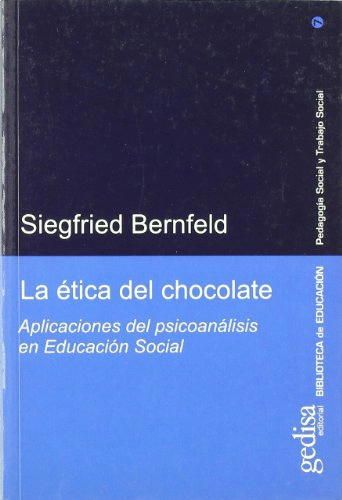 Siegfried Bernfeld
La ética del chocolate
Aplicaciones del psicoanálisis
en Educación Social
gedisa
editorial
BIBLIOTECA de EDUCACIÓN
Pedagogía Social y Trabajo Social
7